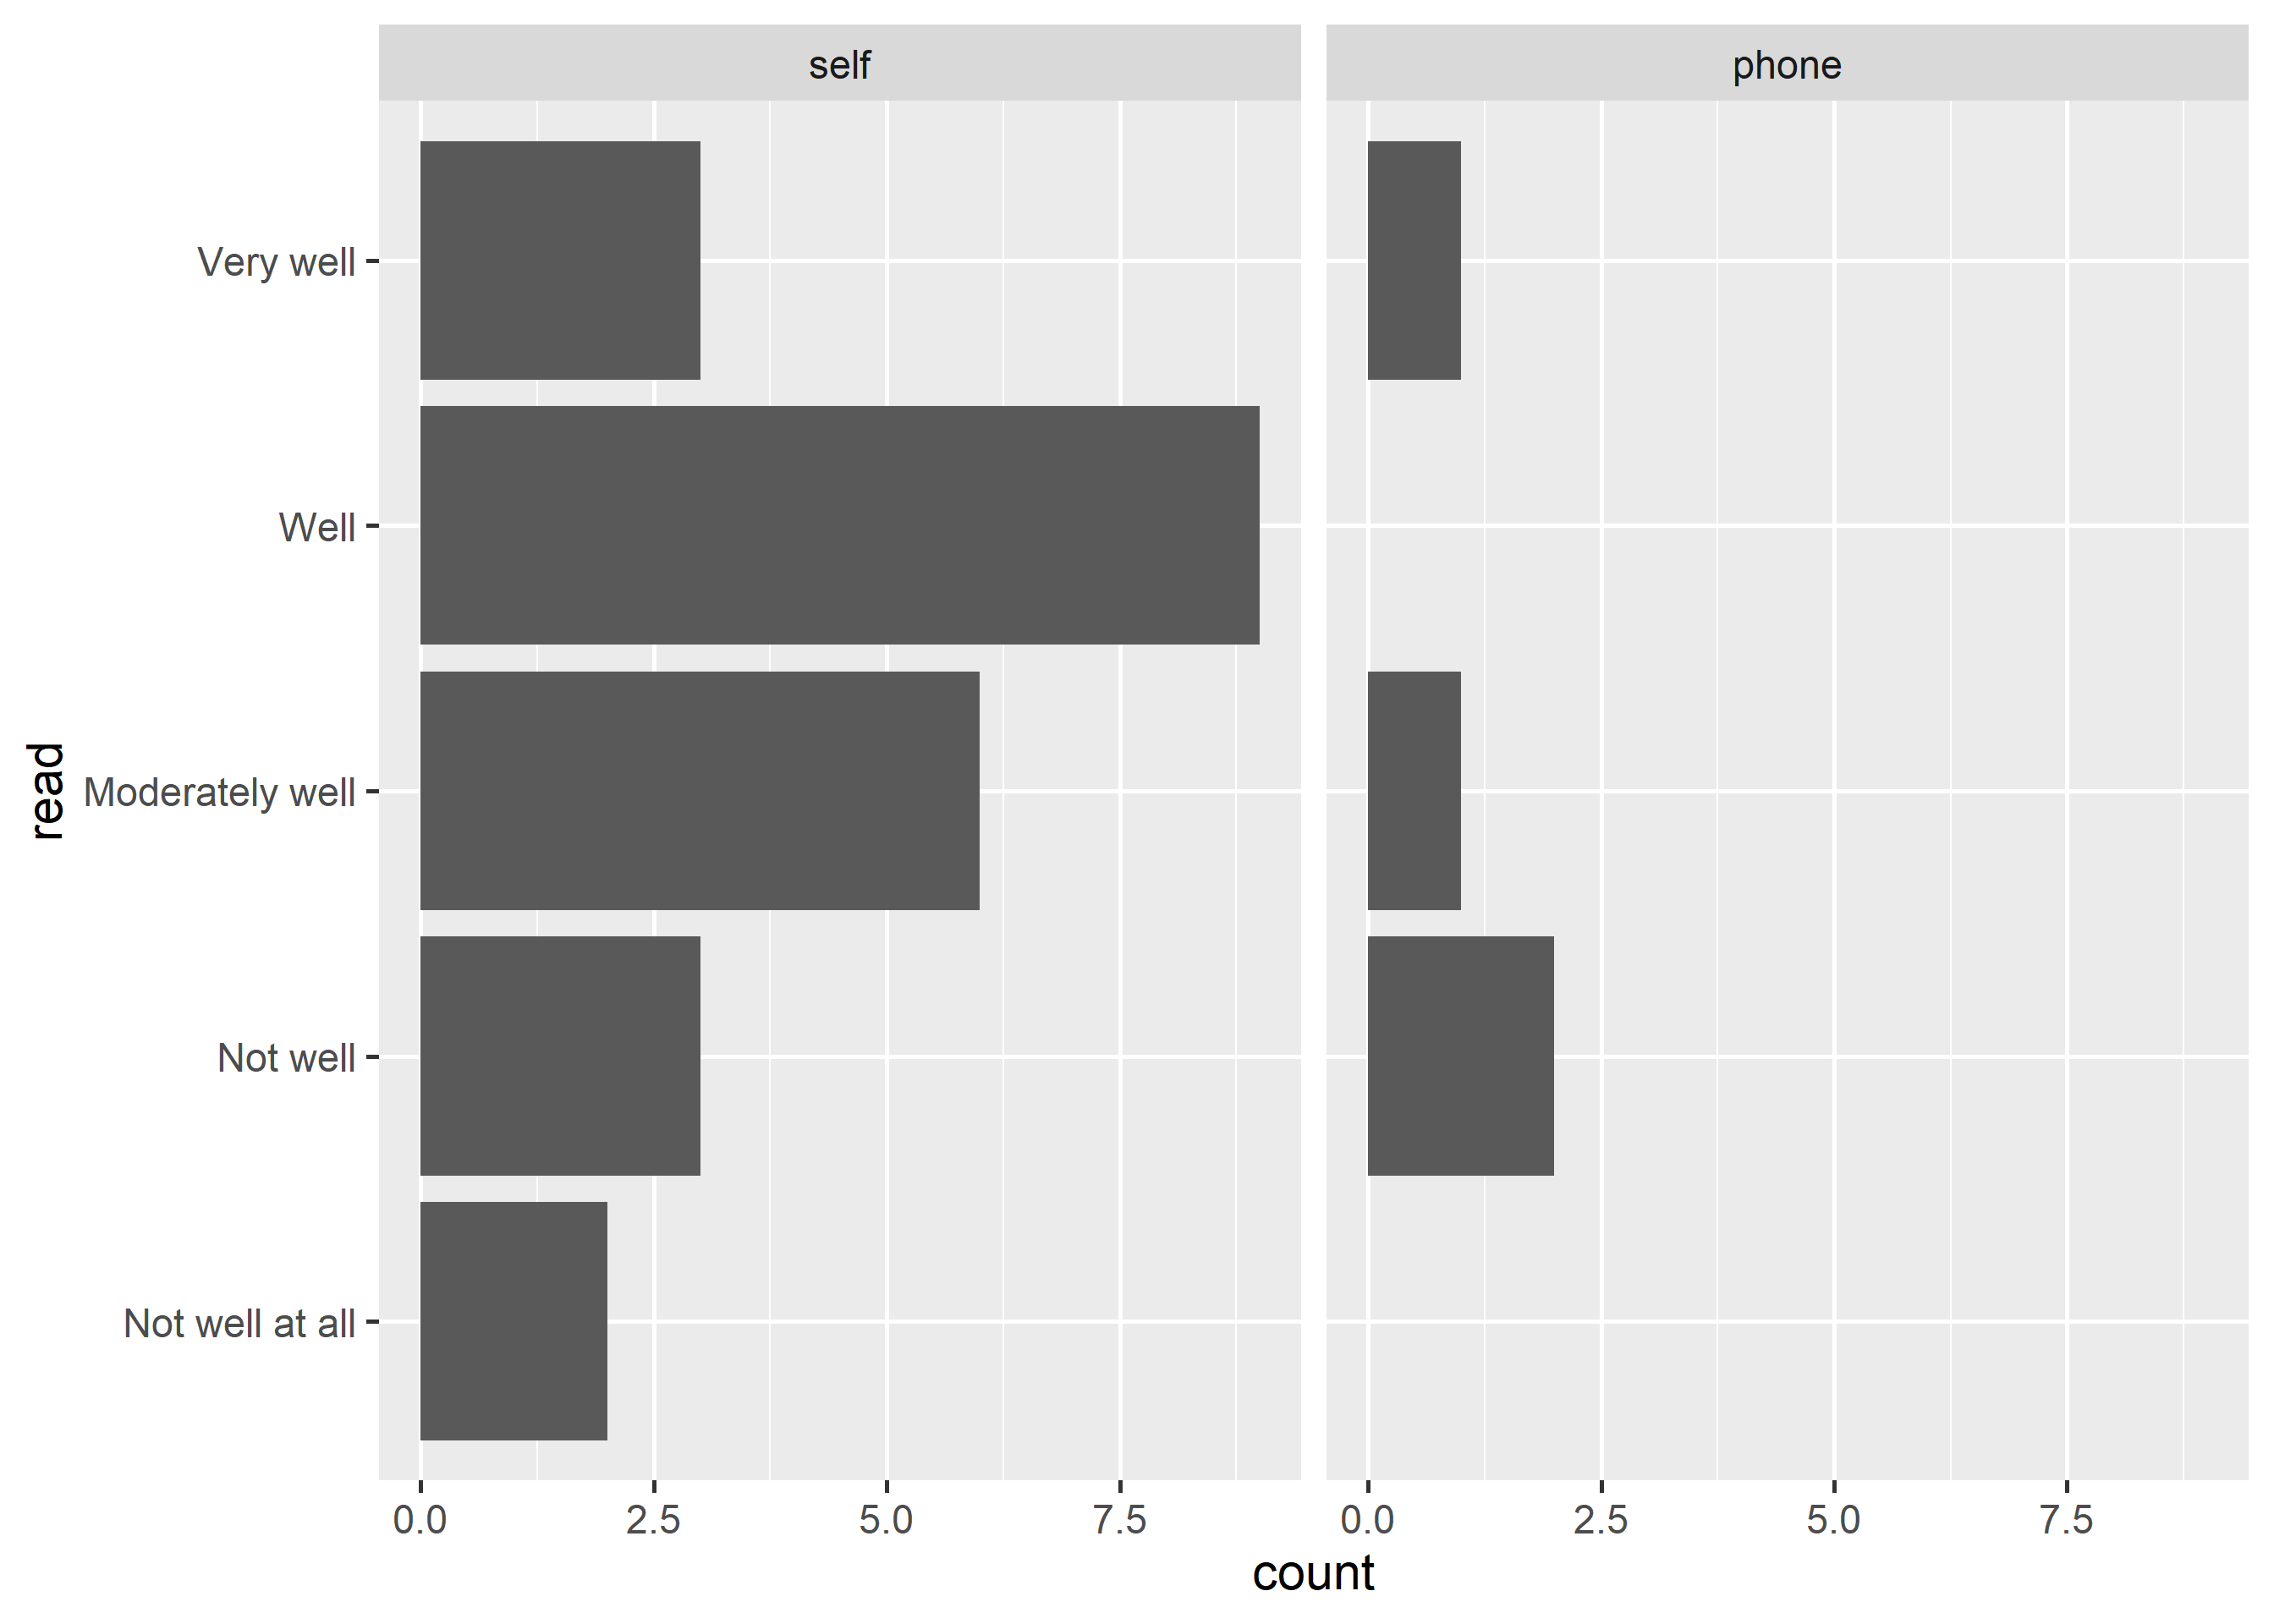 self
phone
Very well
Well
Moderately well
Not well
Not well at all
read
0.0 2.5 5.0 7.5
0.0 2.5 5.0 7.5
count